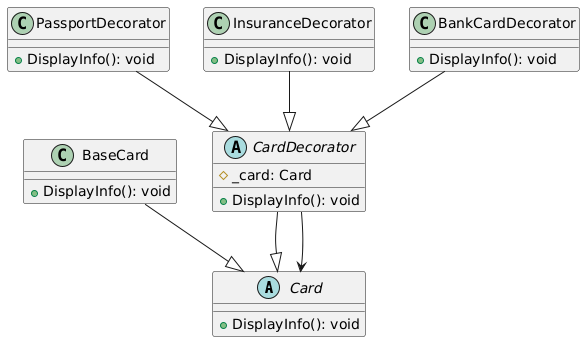 C PassportDecorator
DisplayInfo(): void
C InsuranceDecorator
DisplayInfo(): void
C BankCardDecorator
DisplayInfo(): void
C BaseCard
DisplayInfo(): void
A CardDecorator
_card: Card
DisplayInfo(): void
A Card
DisplayInfo(): void